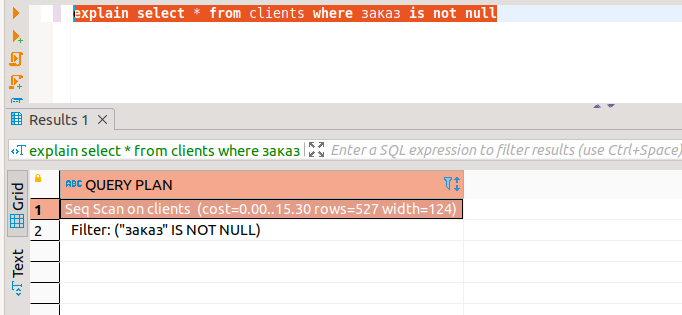 explain select * from clients where заказ is not null
Results 1
explain select * from clients where заказ
Enter a SQL expression to filter results (use Ctrl+Space)
Grid
Text
ABC QUERY PLAN
1 Seq Scan on clients (cost=0.00..15.30 rows=527 width=124)
2 Filter: ("заказ" IS NOT NULL)